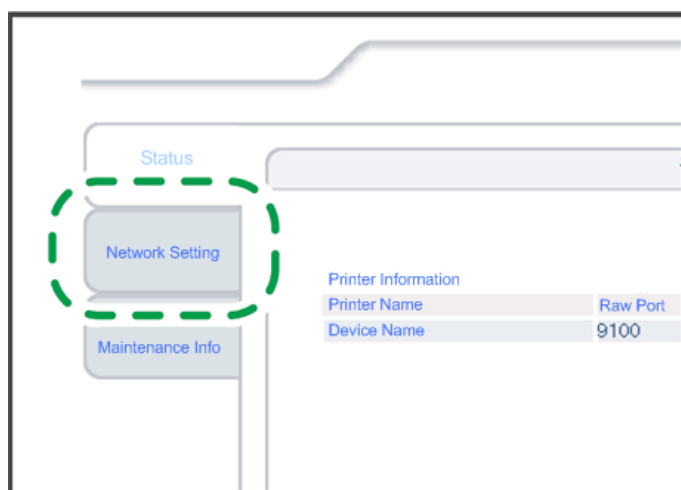 Status
Network Setting
Maintenance Info
Printer Information
Printer Name Raw Port
Device Name 9100